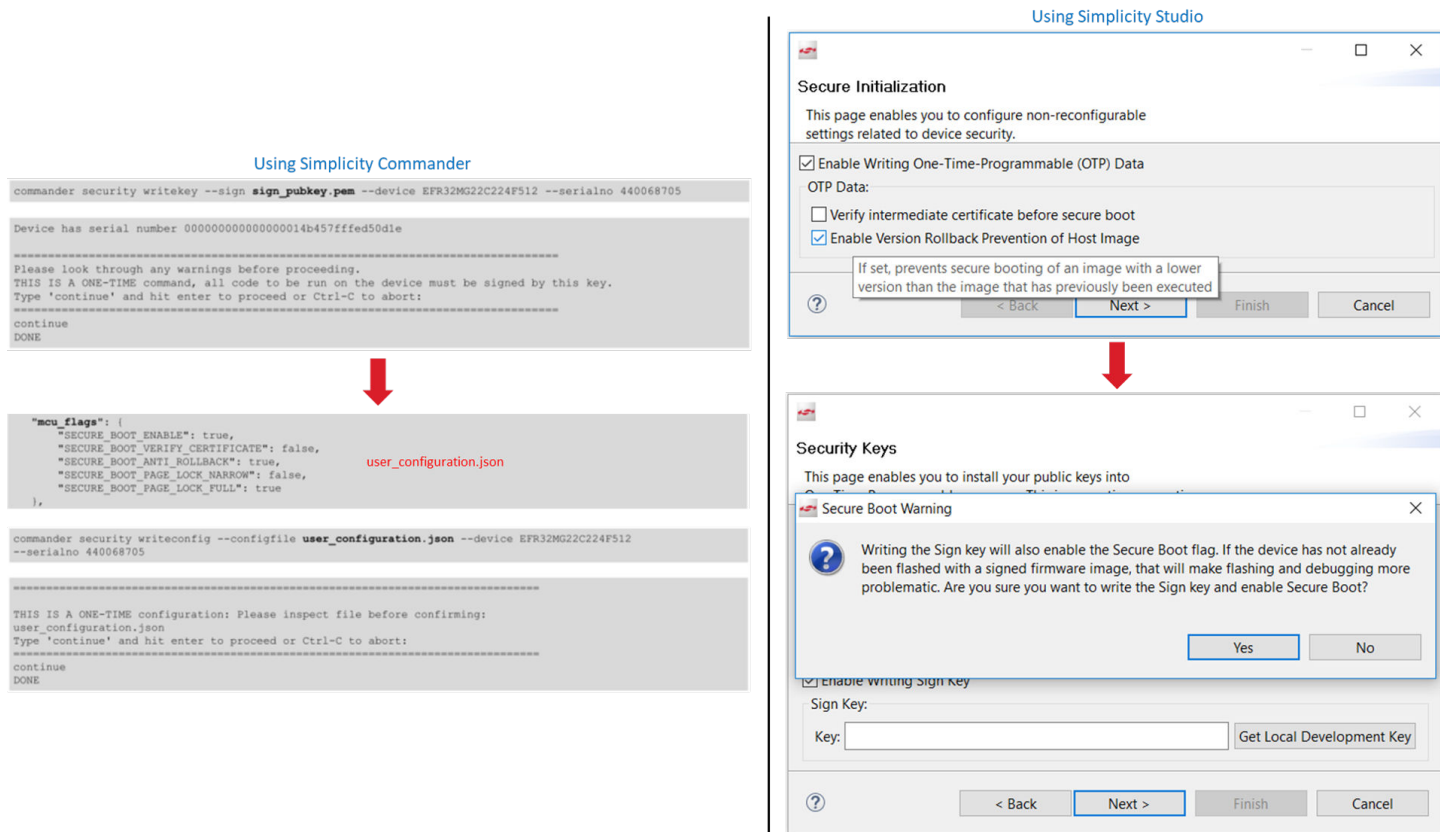 Using Simplicity Commander
commander security writekey --sign sign_pubkey.pem --device EFR32MG22C224F512 --serialno 440068705
Device has serial number 000000000000000014b457fffed50d1e
================================================================================
Please look through any warnings before proceeding.
THIS IS A ONE-TIME command, all code to be run on the device must be signed by this key.
Type 'continue' and hit enter to proceed or Ctrl-C to abort:
================================================================================
continue
DONE
"mcu_flags": {
"SECURE_BOOT_ENABLE": true,
"SECURE_BOOT_VERIFY_CERTIFICATE": false,
"SECURE_BOOT_ANTI_ROLLBACK": true,
"SECURE_BOOT_PAGE_LOCK_NARROW": false,
"SECURE_BOOT_PAGE_LOCK_FULL": true
},
user_configuration.json
commander security writeconfig --configfile user_configuration.json --device EFR32MG22C224F512
--serialno 440068705
================================================================================
THIS IS A ONE-TIME configuration: Please inspect file before confirming:
user_configuration.json
Type 'continue' and hit enter to proceed or Ctrl-C to abort:
================================================================================
continue
DONE
Using Simplicity Studio
Secure Initialization
This page enables you to configure non-reconfigurable
settings related to device security.
Enable Writing One-Time-Programmable (OTP) Data
OTP Data:
Verify intermediate certificate before secure boot
Enable Version Rollback Prevention of Host Image
If set, prevents secure booting of an image with a lower
version than the image that has previously been executed
< Back Next > Finish Cancel
Security Keys
This page enables you to install your public keys into
Secure Boot Warning
Writing the Sign key will also enable the Secure Boot flag. If the device has not already
been flashed with a signed firmware image, that will make flashing and debugging more
problematic. Are you sure you want to write the Sign key and enable Secure Boot?
Yes No
Enable Writing Sign Key
Sign Key:
Key: Get Local Development Key
< Back Next > Finish Cancel